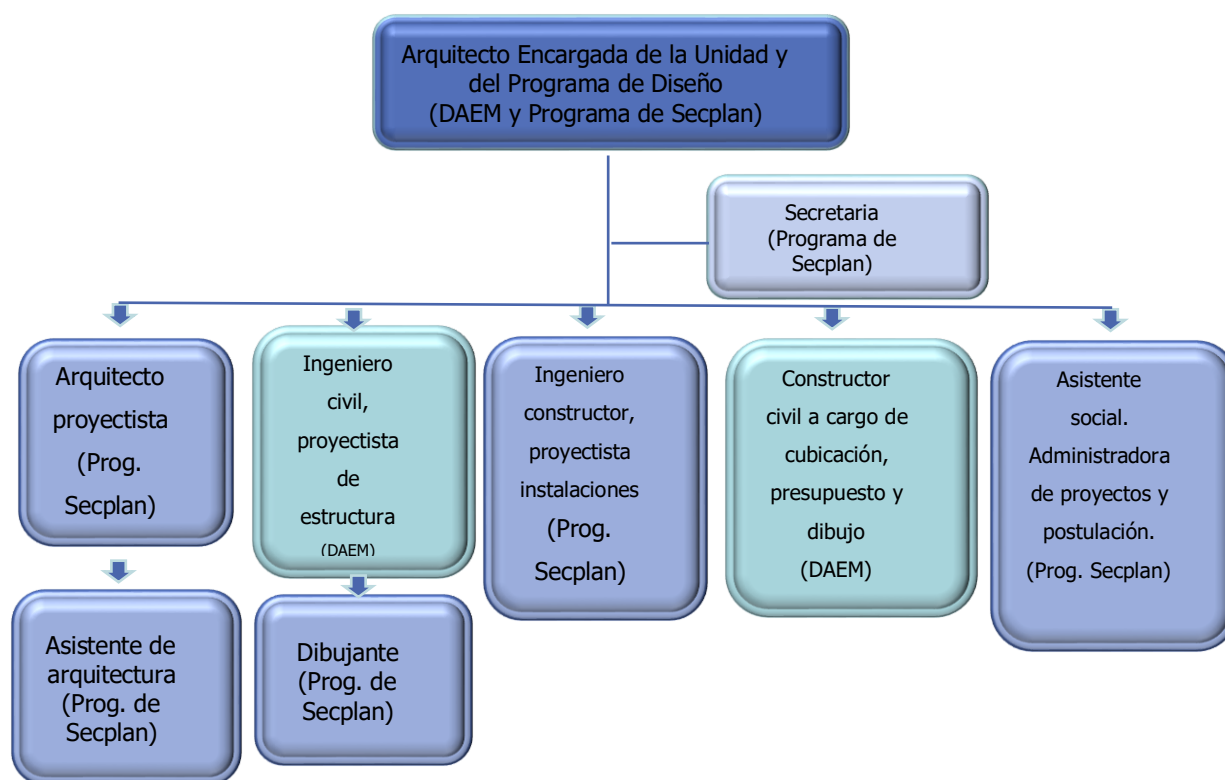 Arquitecto Encargada de la Unidad y
del Programa de Diseño
(DAEM y Programa de Secplan)
Secretaria
(Programa de
Secplan)
Arquitecto
proyectista
(Prog.
Secplan)
Ingeniero
civil,
proyectista
de
estructura
(DAEM)
Ingeniero
constructor,
proyectista
instalaciones
(Prog.
Secplan)
Constructor
civil a cargo de
cubicación,
presupuesto y
dibujo
(DAEM)
Asistente
social.
Administradora
de proyectos y
postulación.
(Prog. Secplan)
Asistente de
arquitectura
(Prog. de
Secplan)
Dibujante
(Prog. de
Secplan)